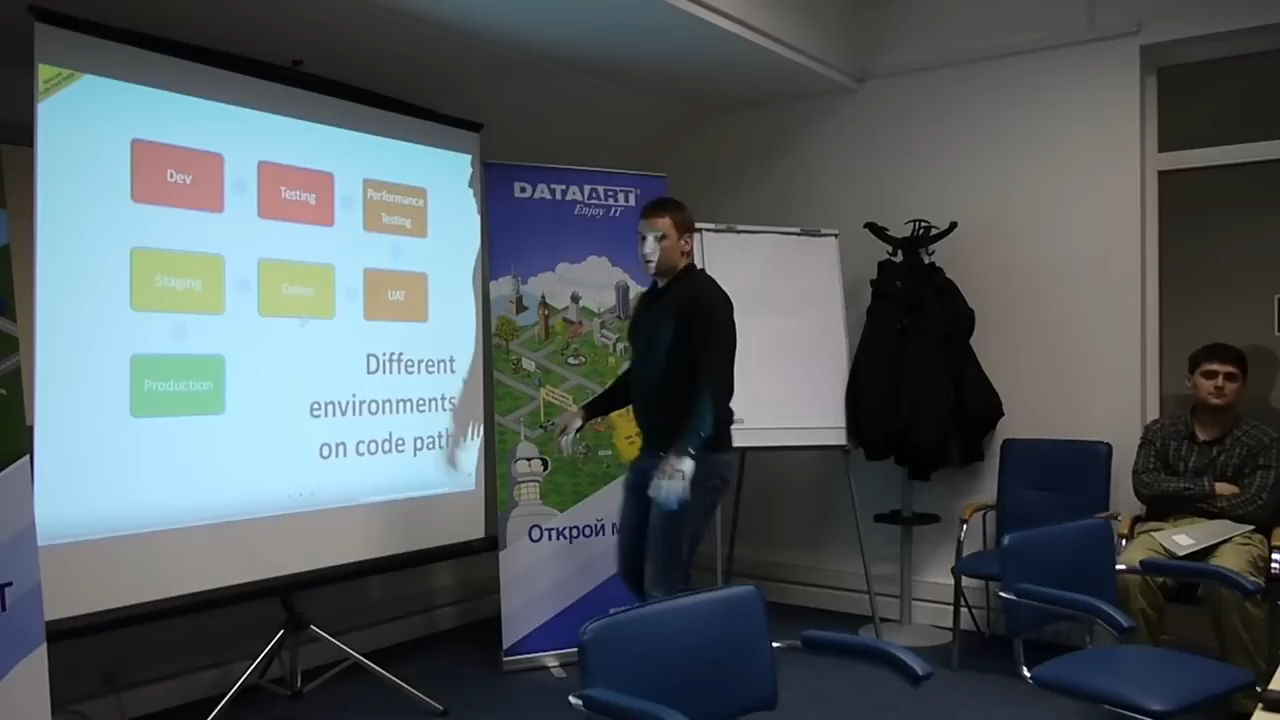 Dev
Testing
Performance
Testing
Staging
Demo
UAT
Production
Different
environments
on code path
DATAART
Enjoy IT
Открой м